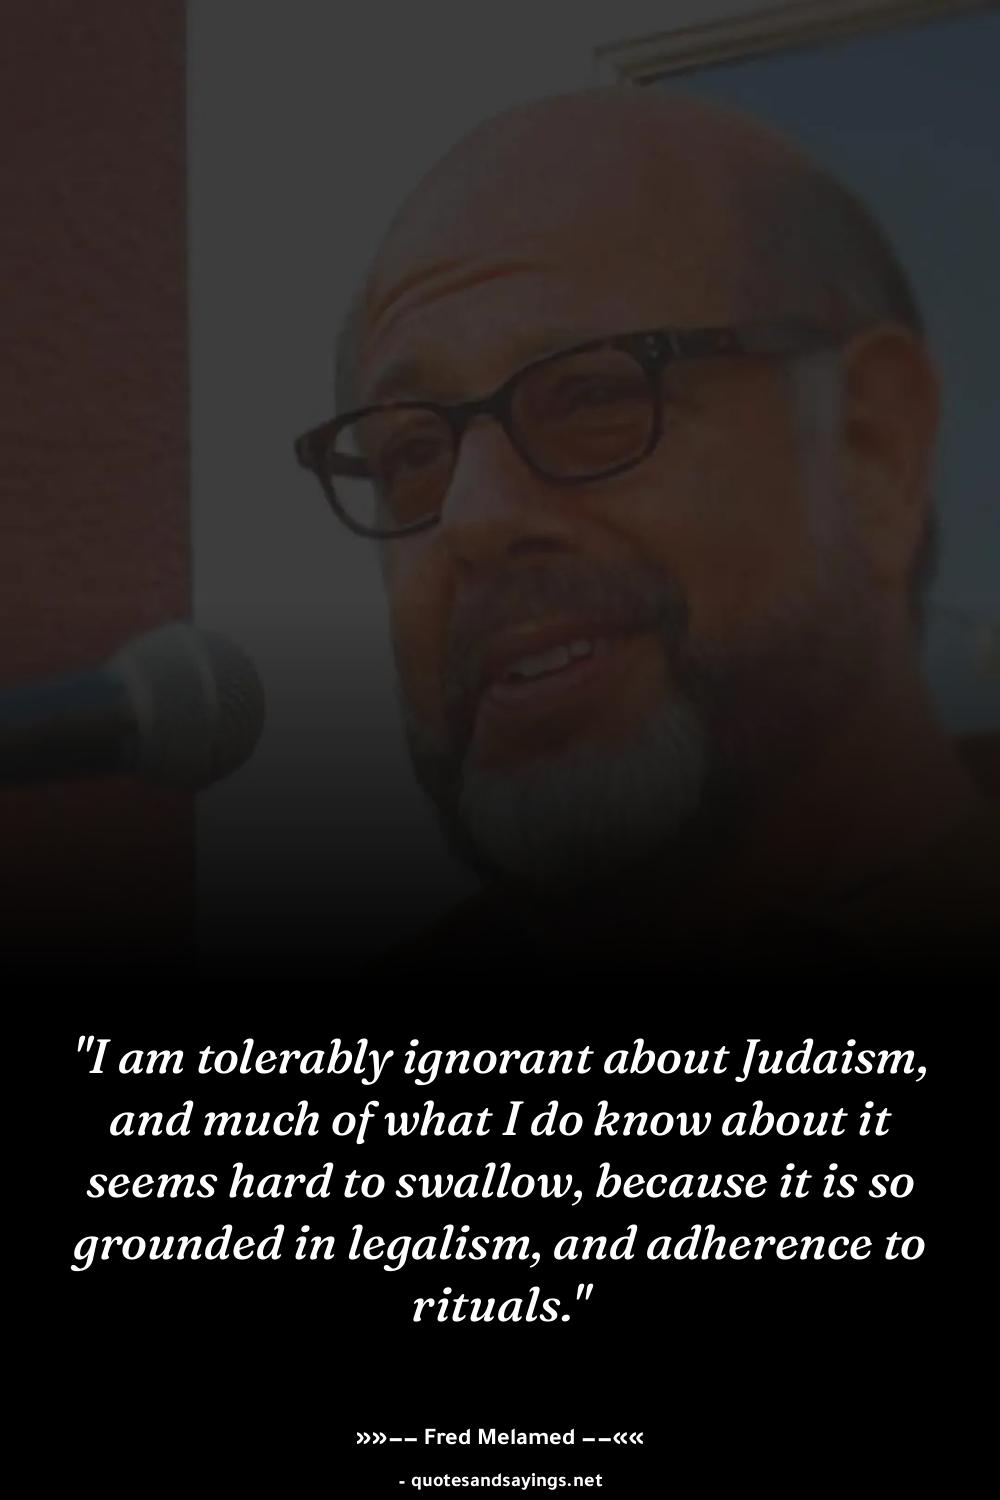 "I am tolerably ignorant about Judaism,
and much of what I do know about it
seems hard to swallow, because it is so
grounded in legalism, and adherence to
rituals."
»»−− Fred Melamed −−««
- quotesandsayings.net